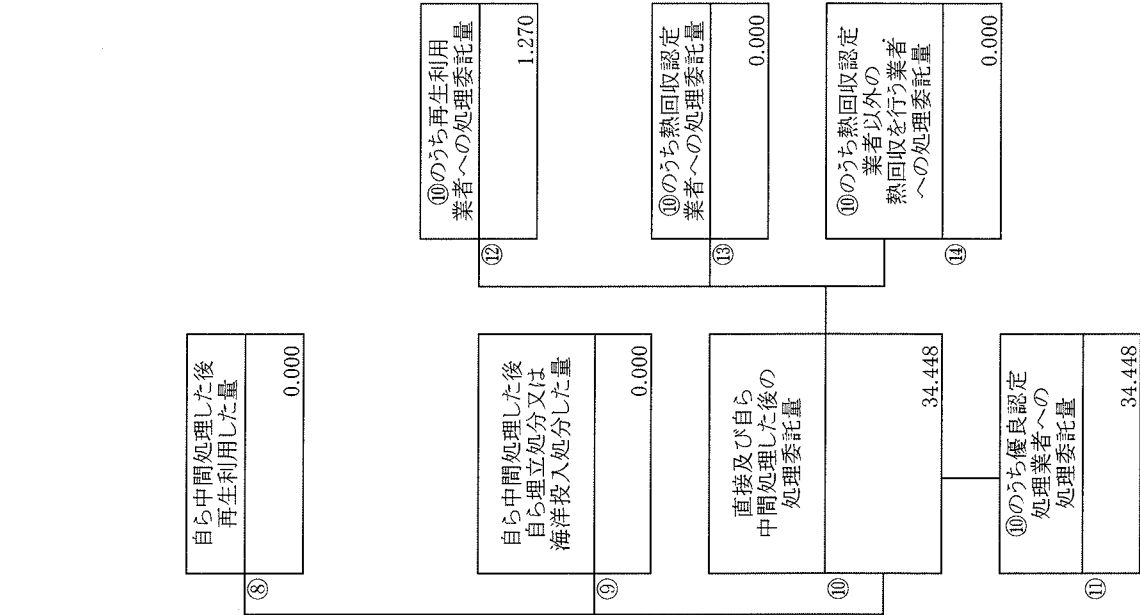 自ら中間処理した後
再生利用した量
0.000
⑧
自ら中間処理した後
自ら埋立処分又は
海洋投入処分した量
0.000
⑨
直接及び自ら
中間処理した後の
処理委託量
34.448
⑩
⑩のうち優良認定
処理業者への
処理委託量
34.448
⑪
⑩のうち再生利用
業者への処理委託量
1.270
⑫
⑩のうち熱回収認定
業者への処理委託量
0.000
⑬
⑩のうち熱回収認定
業者以外の
熱回収を行う業者
への処理委託量
0.000
⑭